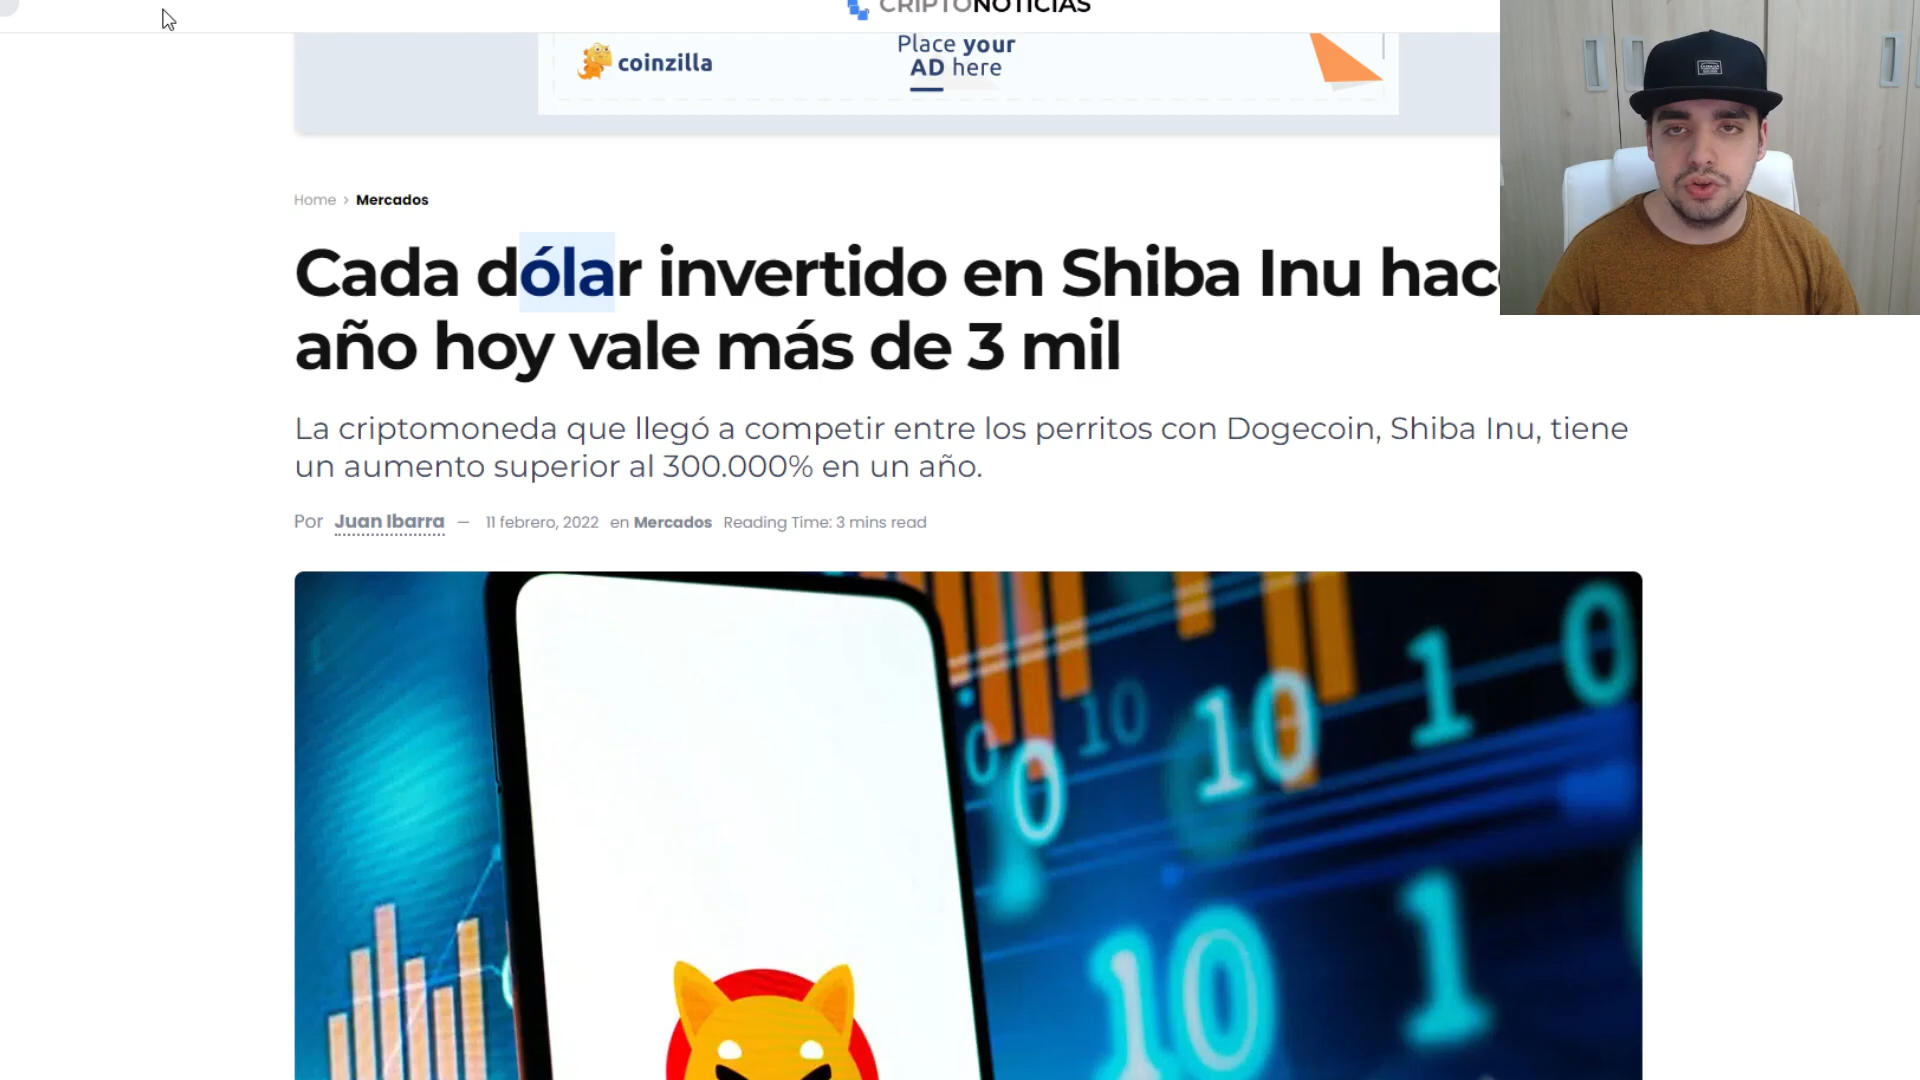 CRIPTONOTICIAS
coinzilla
Place your
AD here
Home > Mercados
Cada dólar invertido en Shiba Inu
año hoy vale más de 3 mil
La criptomoneda que llegó a competir entre los perritos con Dogecoin, Shiba Inu, tiene
un aumento superior al 300.000% en un año.
Por Juan Ibarra — 11 febrero, 2022 en Mercados Reading Time: 3 mins read
0 10 10 1 0
0
10 1